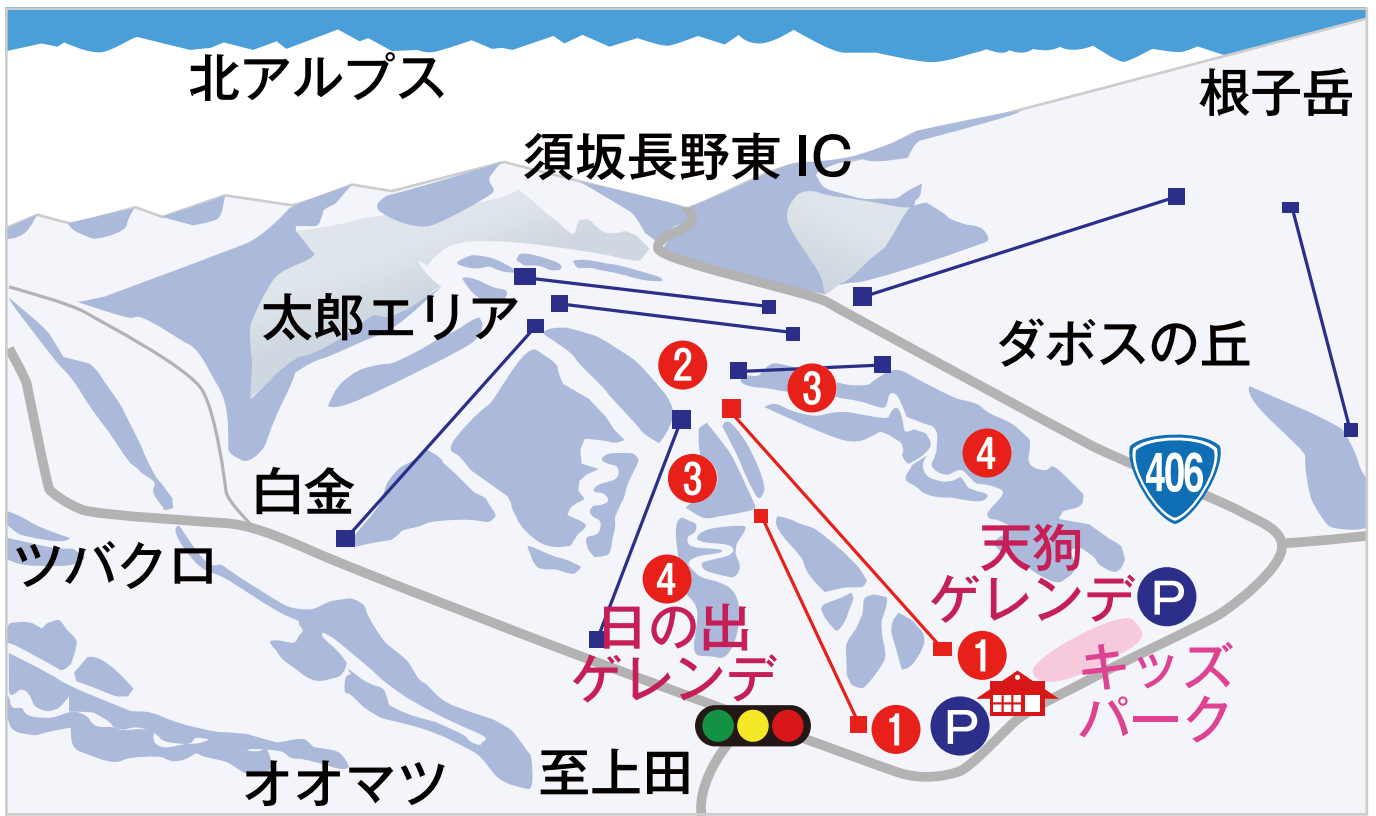 北アルプス
根子岳
須坂長野東 IC
太郎エリア
ダボスの丘
2
3
4
406
3
白金
天狗
ゲレンデ
P
ツバクロ
4
日の出
ゲレンデ
1
キッズ
パーク
1
P
至上田
オオマツ